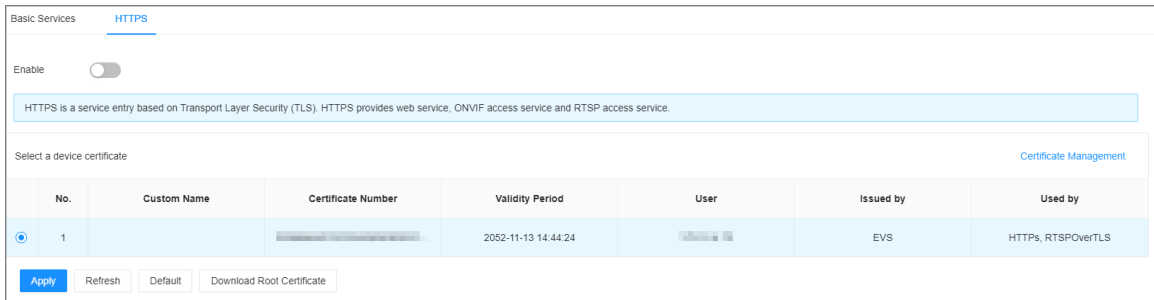 Basic Services HTTPS
Enable
HTTPS is a service entry based on Transport Layer Security (TLS). HTTPS provides web service, ONVIF access service and RTSP access service.
Select a device certificate Certificate Management
No. Custom Name Certificate Number Validity Period User Issued by Used by
1 2052-11-13 14:44:24 EVS HTTPs, RTSPOverTLS
Apply Refresh Default Download Root Certificate